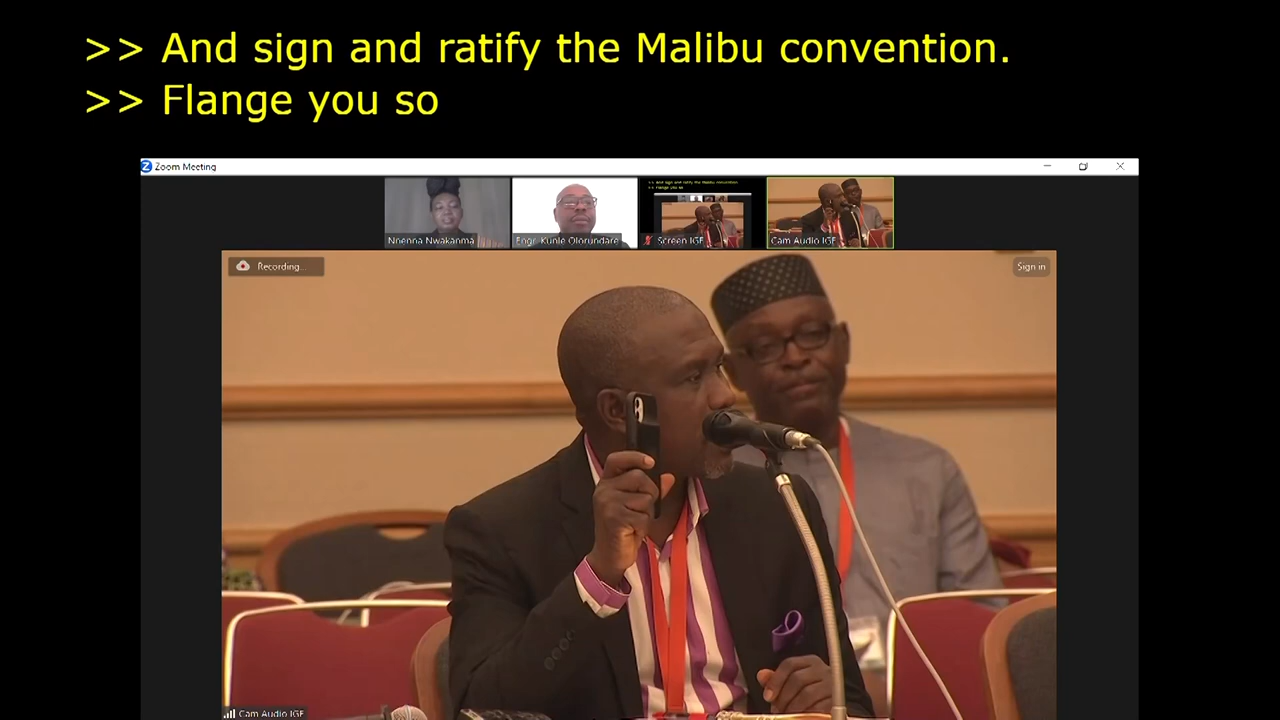 >> And sign and ratify the Malibu convention.
>> Flange you so
Zoom Meeting
Nnenna Nwakanma
Engr. Kunle Olorundare
Screen IGF
Cam Audio IGF
Recording...
Sign in
Cam Audio IGF